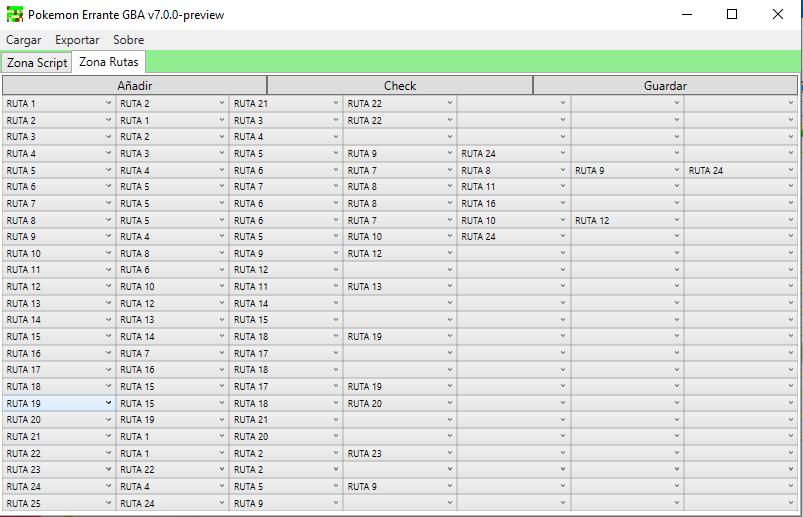 Pokemon Errante GBA v7.0.0-preview
Cargar Exportar Sobre
Zona Script Zona Rutas
Añadir Check Guardar
RUTA 1 RUTA 2 RUTA 21 RUTA 22
RUTA 2 RUTA 1 RUTA 3 RUTA 22
RUTA 3 RUTA 2 RUTA 4
RUTA 4 RUTA 3 RUTA 5 RUTA 9 RUTA 24
RUTA 5 RUTA 4 RUTA 6 RUTA 7 RUTA 8 RUTA 9 RUTA 24
RUTA 6 RUTA 5 RUTA 7 RUTA 8 RUTA 11
RUTA 7 RUTA 5 RUTA 6 RUTA 8 RUTA 16
RUTA 8 RUTA 5 RUTA 6 RUTA 7 RUTA 10 RUTA 12
RUTA 9 RUTA 4 RUTA 5 RUTA 10 RUTA 24
RUTA 10 RUTA 8 RUTA 9 RUTA 12
RUTA 11 RUTA 6 RUTA 12
RUTA 12 RUTA 10 RUTA 11 RUTA 13
RUTA 13 RUTA 12 RUTA 14
RUTA 14 RUTA 13 RUTA 15
RUTA 15 RUTA 14 RUTA 18 RUTA 19
RUTA 16 RUTA 7 RUTA 17
RUTA 17 RUTA 16 RUTA 18
RUTA 18 RUTA 15 RUTA 17 RUTA 19
RUTA 19 RUTA 15 RUTA 18 RUTA 20
RUTA 20 RUTA 19 RUTA 21
RUTA 21 RUTA 1 RUTA 20
RUTA 22 RUTA 1 RUTA 2 RUTA 23
RUTA 23 RUTA 22 RUTA 2
RUTA 24 RUTA 4 RUTA 5 RUTA 9
RUTA 25 RUTA 24 RUTA 9